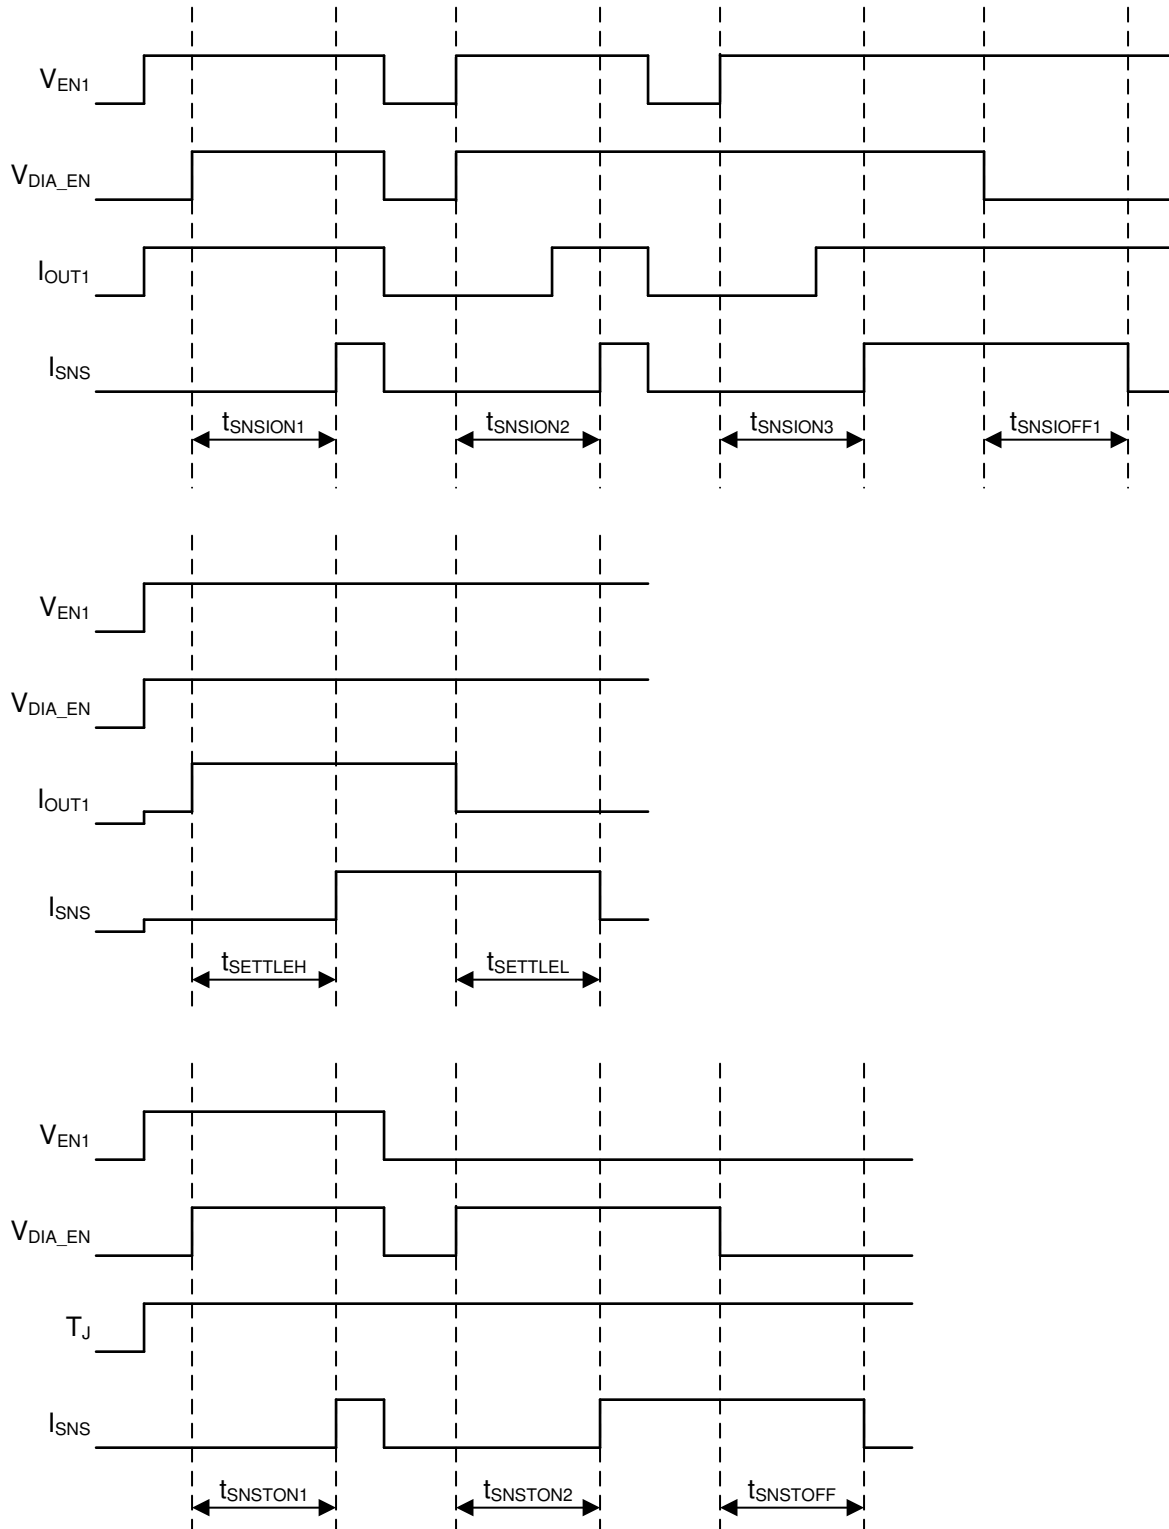 VEN1
VDIA_EN
IOUT1
ISNS
tSNSION1 tSNSION2 tSNSION3 tSNSIOFF1
VEN1
VDIA_EN
IOUT1
ISNS
tSETTLEH tSETTLEL
VEN1
VDIA_EN
TJ
ISNS
tSNSTON1 tSNSTON2 tSNSTOFF